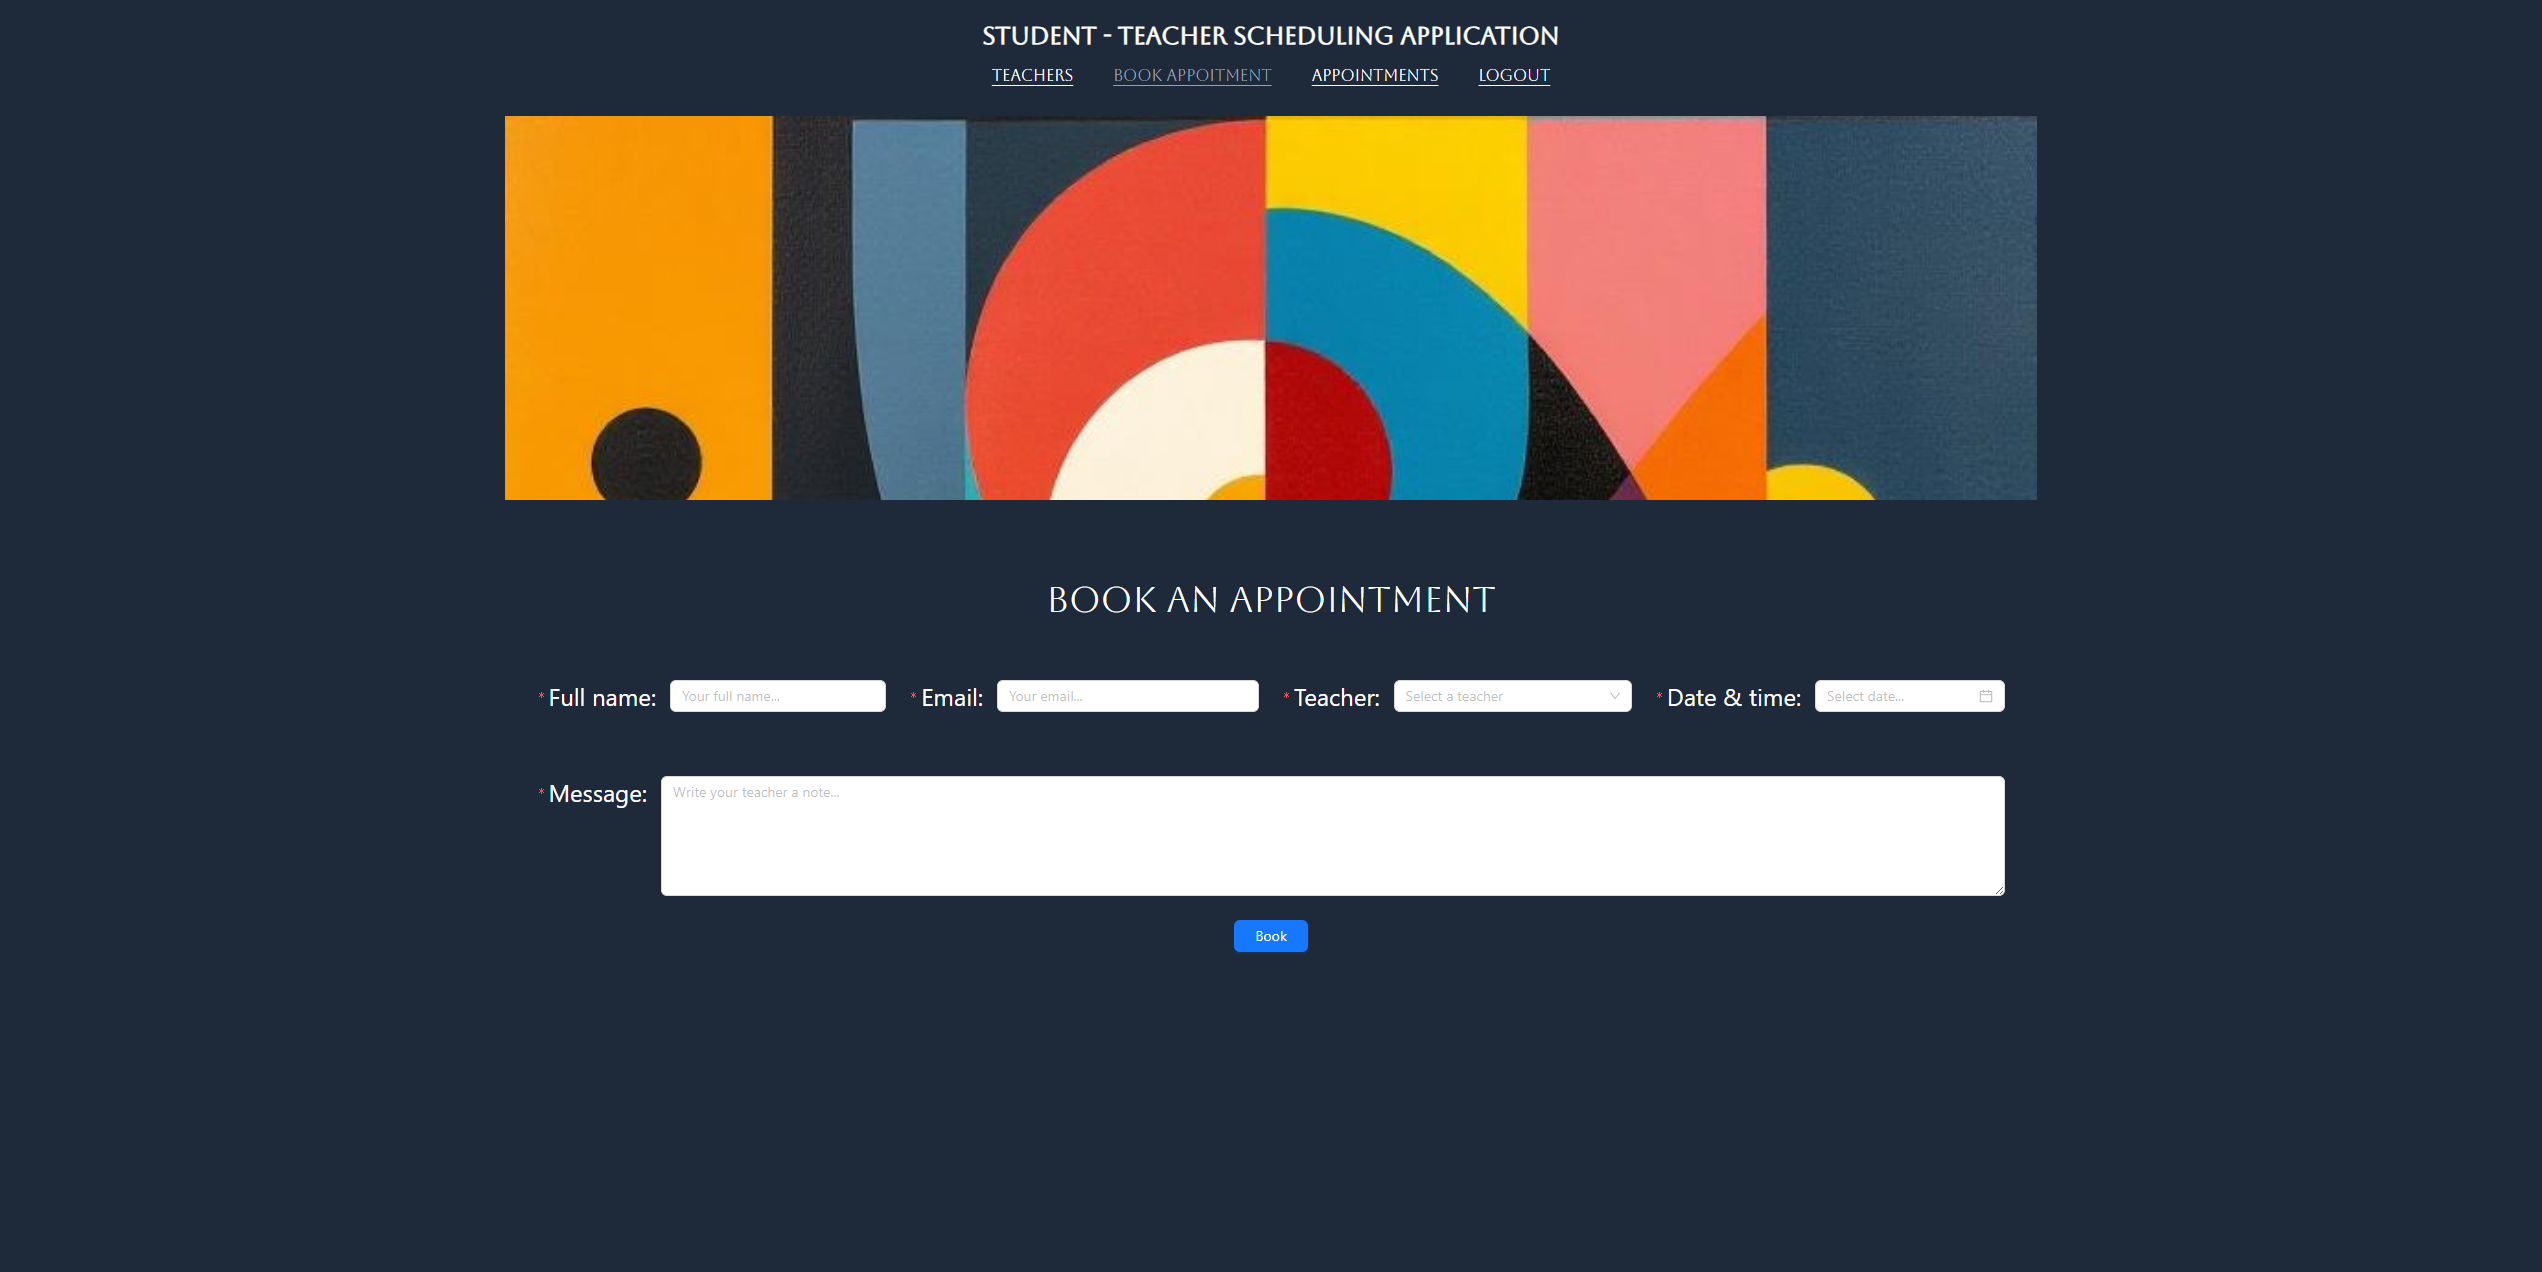 STUDENT - TEACHER SCHEDULING APPLICATION
TEACHERS BOOK APPOITMENT APPOINTMENTS LOGOUT
BOOK AN APPOINTMENT
* Full name: Your full name... * Email: Your email... * Teacher: Select a teacher * Date & time: Select date...
* Message: Write your teacher a note...
Book